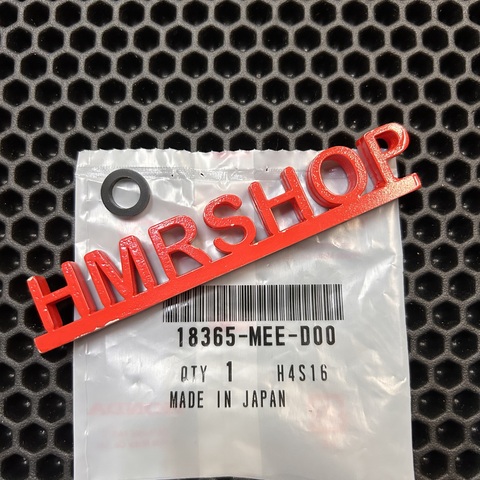 HMRSHOP
18365-MEE-D00
QTY 1 H4S16
MADE IN JAPAN